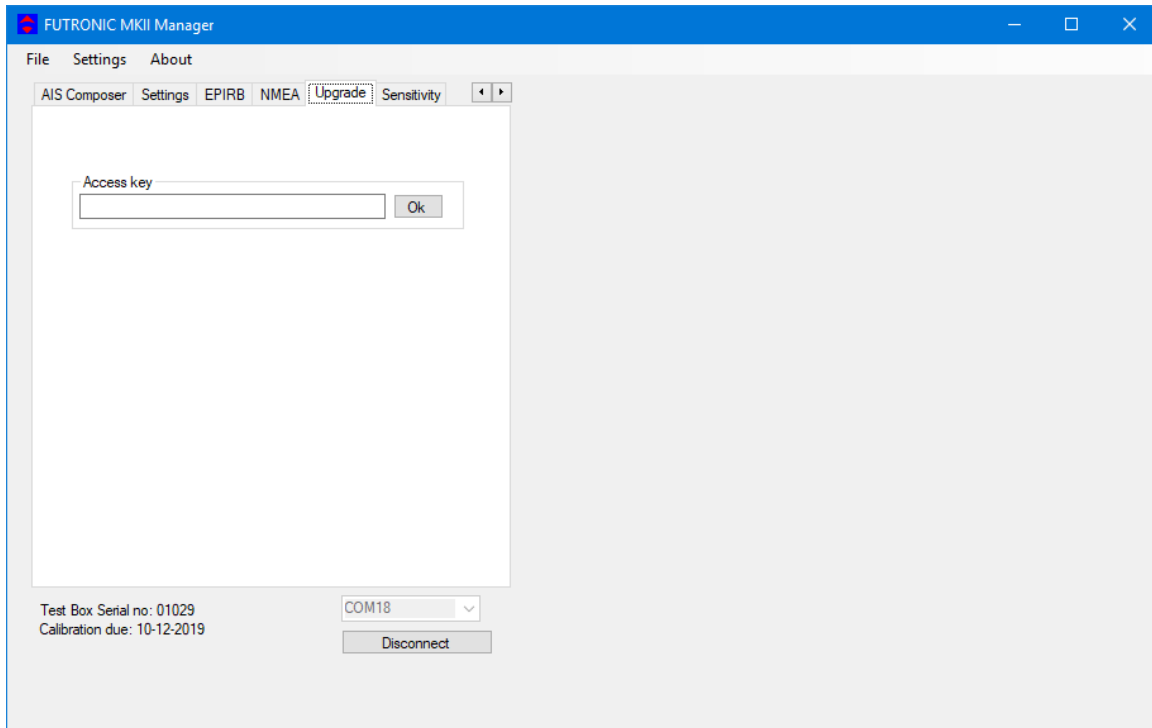 FUTRONIC MKII Manager
File Settings About
AIS Composer Settings EPIRB NMEA Upgrade Sensitivity
Access key
Ok
Test Box Serial no: 01029
Calibration due: 10-12-2019
COM18
Disconnect